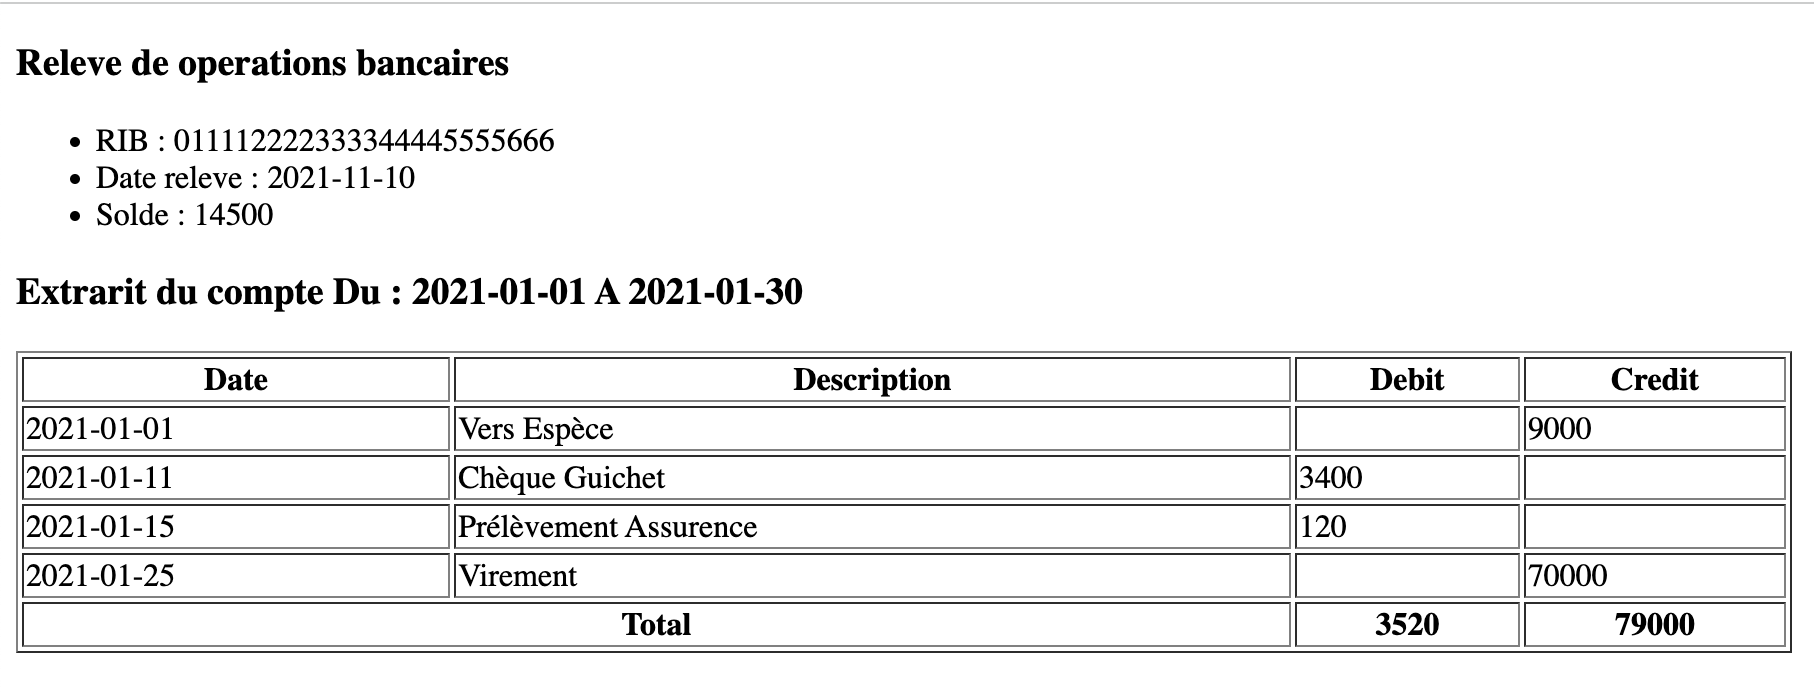 Releve de operations bancaires
• RIB : 011112222333344445555666
• Date releve : 2021-11-10
• Solde : 14500
Extrarit du compte Du : 2021-01-01 A 2021-01-30
Date Description Debit Credit
2021-01-01 Vers Espèce 9000
2021-01-11 Chèque Guichet 3400
2021-01-15 Prélèvement Assurence 120
2021-01-25 Virement 70000
Total 3520 79000